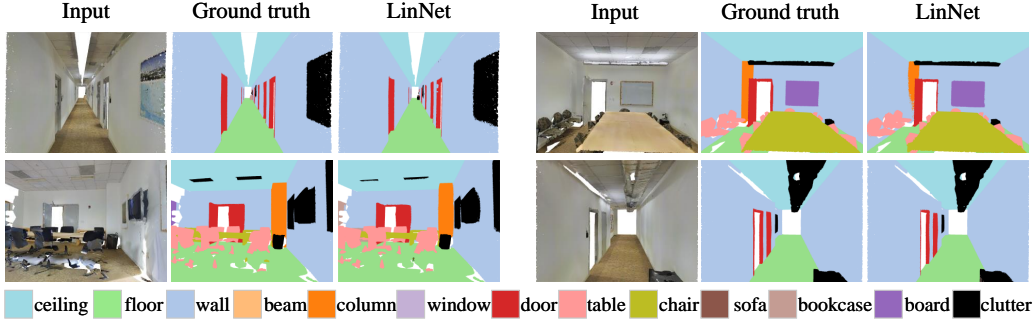 Input Ground truth LinNet Input Ground truth LinNet
ceiling floor wall beam column window door table chair sofa bookcase board clutter